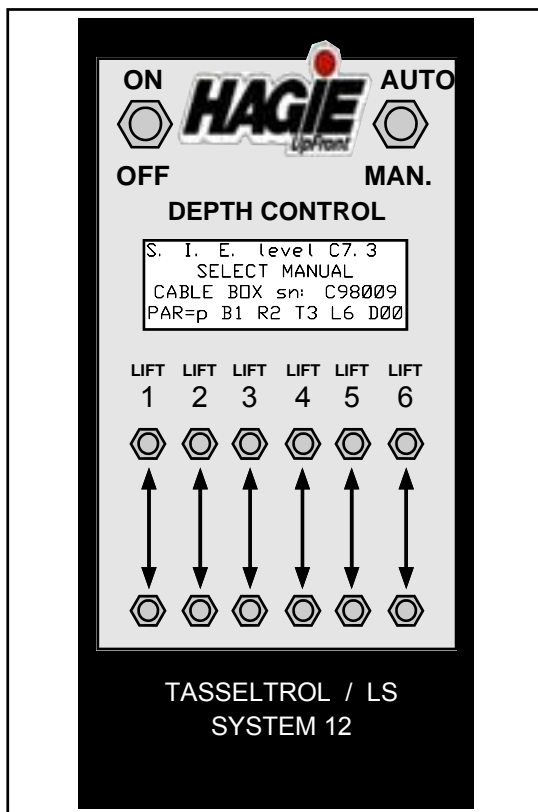 ON
AUTO
HAGIE
UpFront
OFF
MAN.
DEPTH CONTROL
S. I. E. level C7.3
SELECT MANUAL
CABLE BOX sn: C98009
PAR=p B1 R2 T3 L6 D00
LIFT LIFT LIFT LIFT LIFT LIFT
1 2 3 4 5 6
TASSELTROL / LS
SYSTEM 12